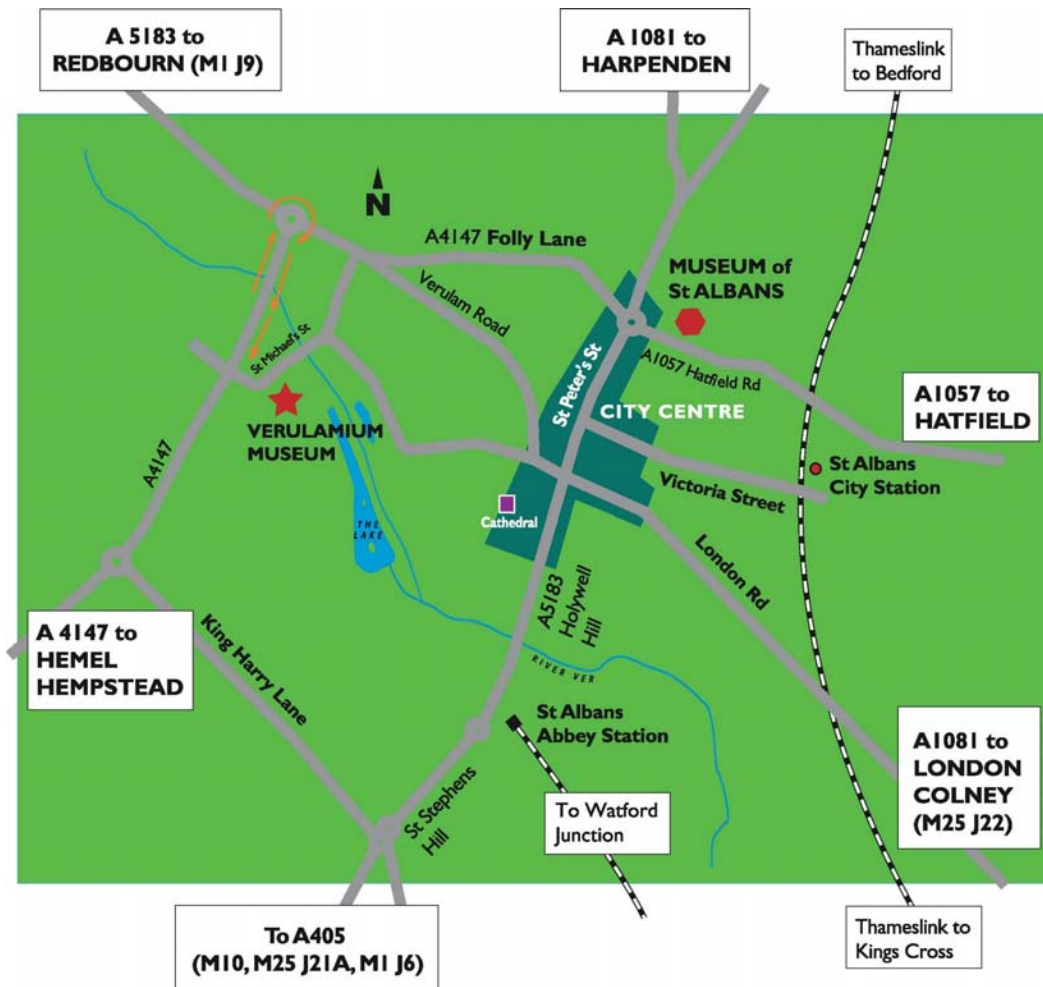 A 5183 to
REDBOURN (M1 J9)
A 1081 to
HARPENDEN
Thameslink
to Bedford
N
A4147 Folly Lane
MUSEUM of
St ALBANS
Verulam Road
St Michael's St
St Peter's St
A1057 Hatfield Rd
CITY CENTRE
A1057 to
HATFIELD
VERULAMIUM
MUSEUM
A4147
Victoria Street
St Albans
City Station
Cathedral
THE
LAKE
London Rd
A5183
Holywell
Hill
A 4147 to
HEMEL
HEMPSTEAD
King Harry Lane
RIVER VER
St Albans
Abbey Station
A1081 to
LONDON
COLNEY
(M25 J22)
St Stephens
Hill
To Watford
Junction
To A405
(M10, M25 J21A, M1 J6)
Thameslink to
Kings Cross